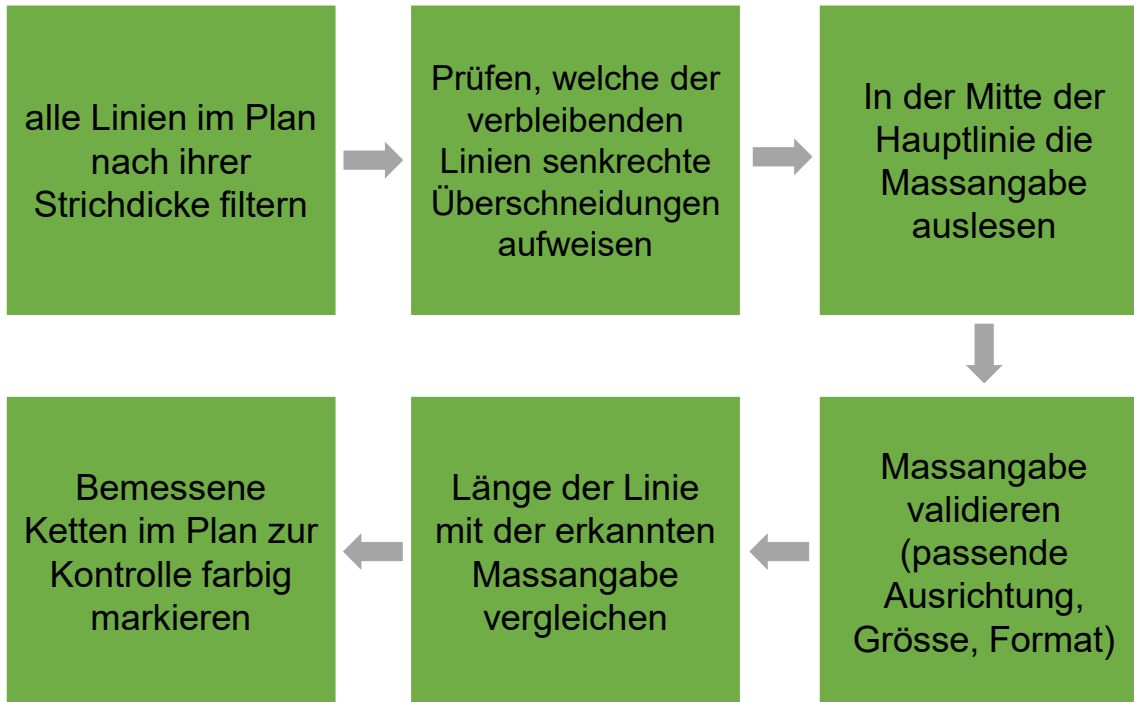 alle Linien im Plan
nach ihrer
Strichdicke filtern
Prüfen, welche der
verbleibenden
Linien senkrechte
Überschneidungen
aufweisen
In der Mitte der
Hauptlinie die
Massangabe
auslesen
Massangabe
validieren
(passende
Ausrichtung,
Grösse, Format)
Länge der Linie
mit der erkannten
Massangabe
vergleichen
Bemessene
Ketten im Plan zur
Kontrolle farbig
markieren